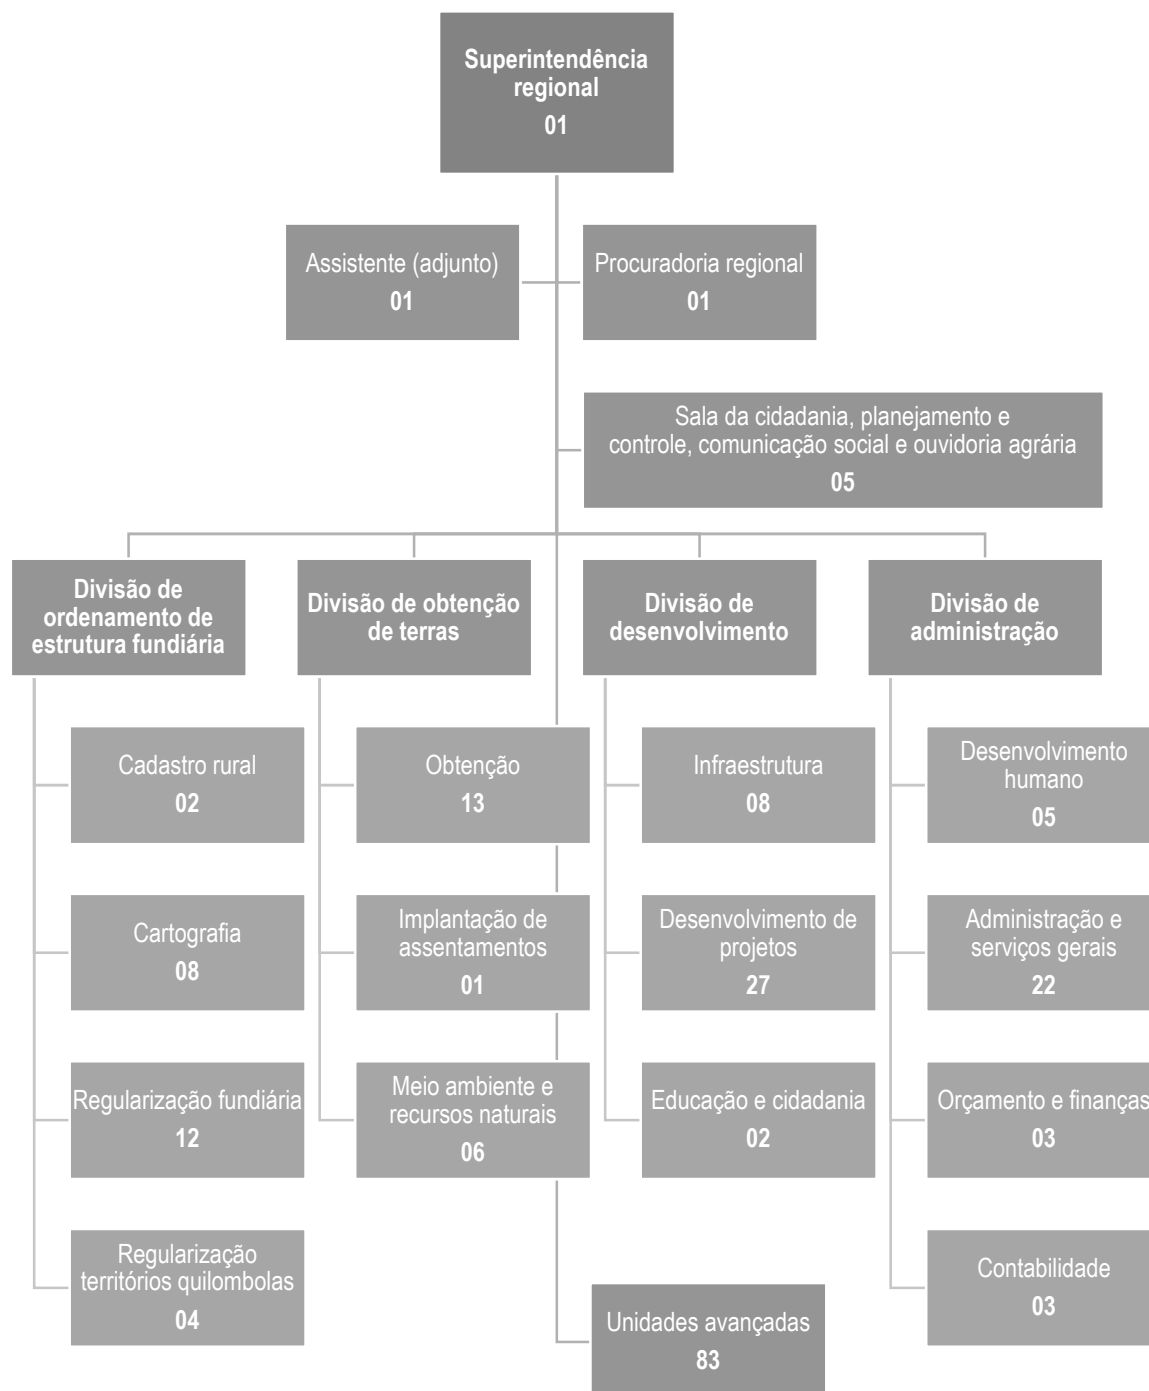 Superintendência
regional
01
Assistente (adjunto)
01
Procuradoria regional
01
Sala da cidadania, planejamento e
controle, comunicação social e ouvidoria agrária
05
Divisão de
ordenamento de
estrutura fundiária
Divisão de obtenção
de terras
Divisão de
desenvolvimento
Divisão de
administração
Cadastro rural
02
Obtenção
13
Infraestrutura
08
Desenvolvimento
humano
05
Cartografia
08
Implantação de
assentamentos
01
Desenvolvimento de
projetos
27
Administração e
serviços gerais
22
Regularização fundiária
12
Meio ambiente e
recursos naturais
06
Educação e cidadania
02
Orçamento e finanças
03
Regularização
territórios quilombolas
04
Contabilidade
03
Unidades avançadas
83